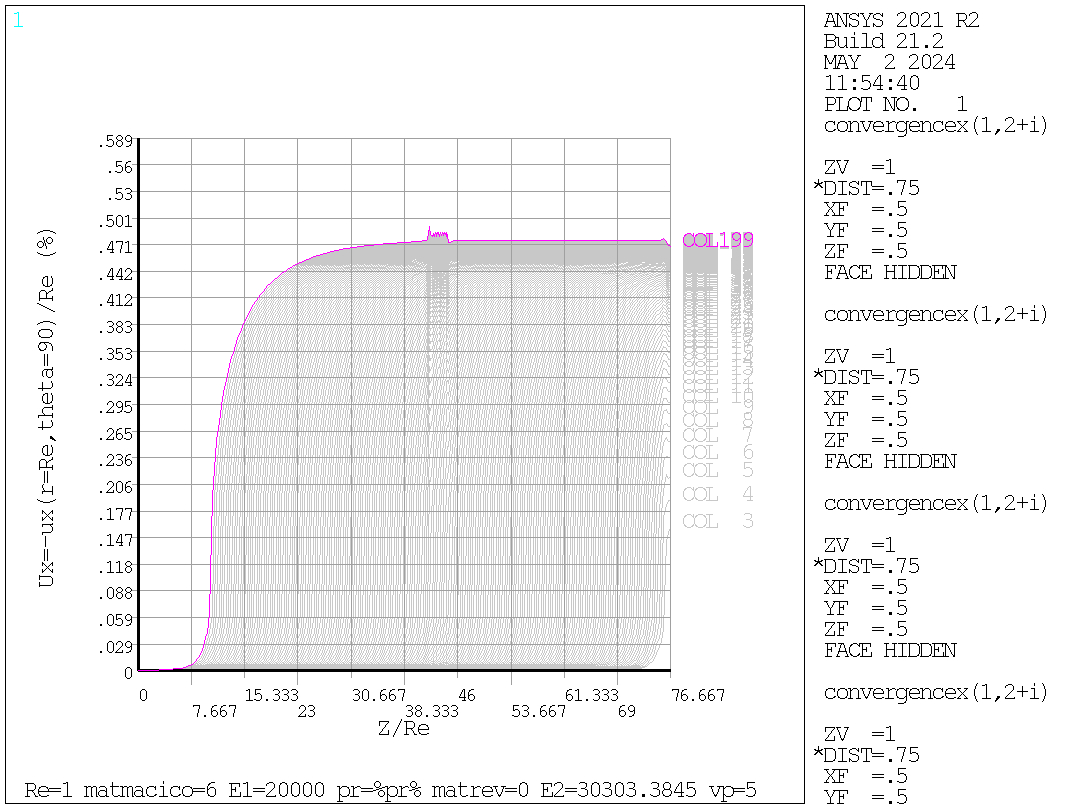 1
ANSYS 2021 R2
Build 21.2
MAY  2 2024
11:54:40
PLOT NO.   1
convergencex(1,2+i)
ZV  =1
*DIST=.75
XF  =.5
YF  =.5
ZF  =.5
FACE HIDDEN
convergencex(1,2+i)
ZV  =1
*DIST=.75
XF  =.5
YF  =.5
ZF  =.5
FACE HIDDEN
convergencex(1,2+i)
ZV  =1
*DIST=.75
XF  =.5
YF  =.5
ZF  =.5
FACE HIDDEN
convergencex(1,2+i)
ZV  =1
*DIST=.75
XF  =.5
YF  =.5
Ux=-ux(r=Re,theta=90)/Re (%)
.589
.56
.53
.501
.471
.442
.412
.383
.353
.324
.295
.265
.236
.206
.177
.147
.118
.088
.059
.029
0
COL199
COL  8
COL  7
COL  6
COL  5
COL  4
COL  3
0
7.667
15.333
23
30.667
38.333
46
53.667
61.333
69
76.667
Z/Re
Re=1 matmacico=6 E1=20000 pr=%pr% matrev=0 E2=30303.3845 vp=5